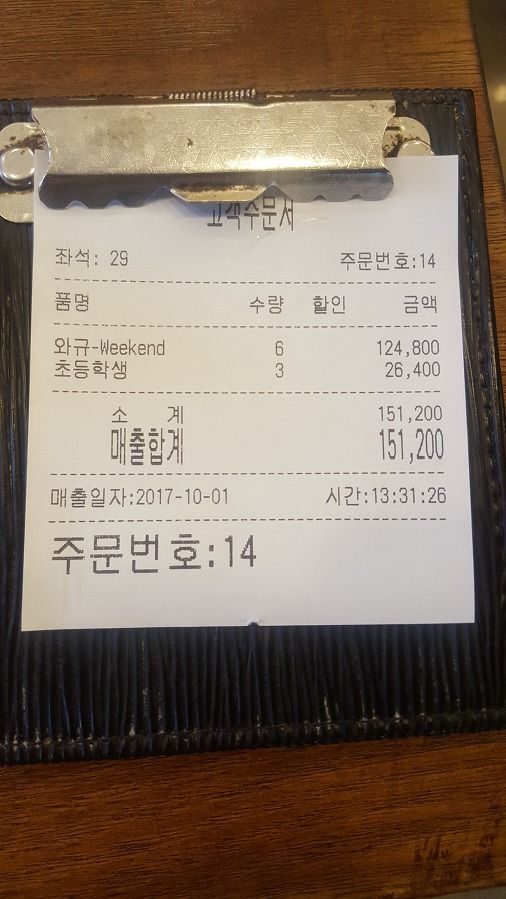 고객주문서
좌석: 29 주문번호:14
품명 수량 할인 금액
와규-Weekend 6 124,800
초등학생 3 26,400
소 계 151,200
매출합계 151,200
매출일자:2017-10-01 시간:13:31:26
주문번호:14